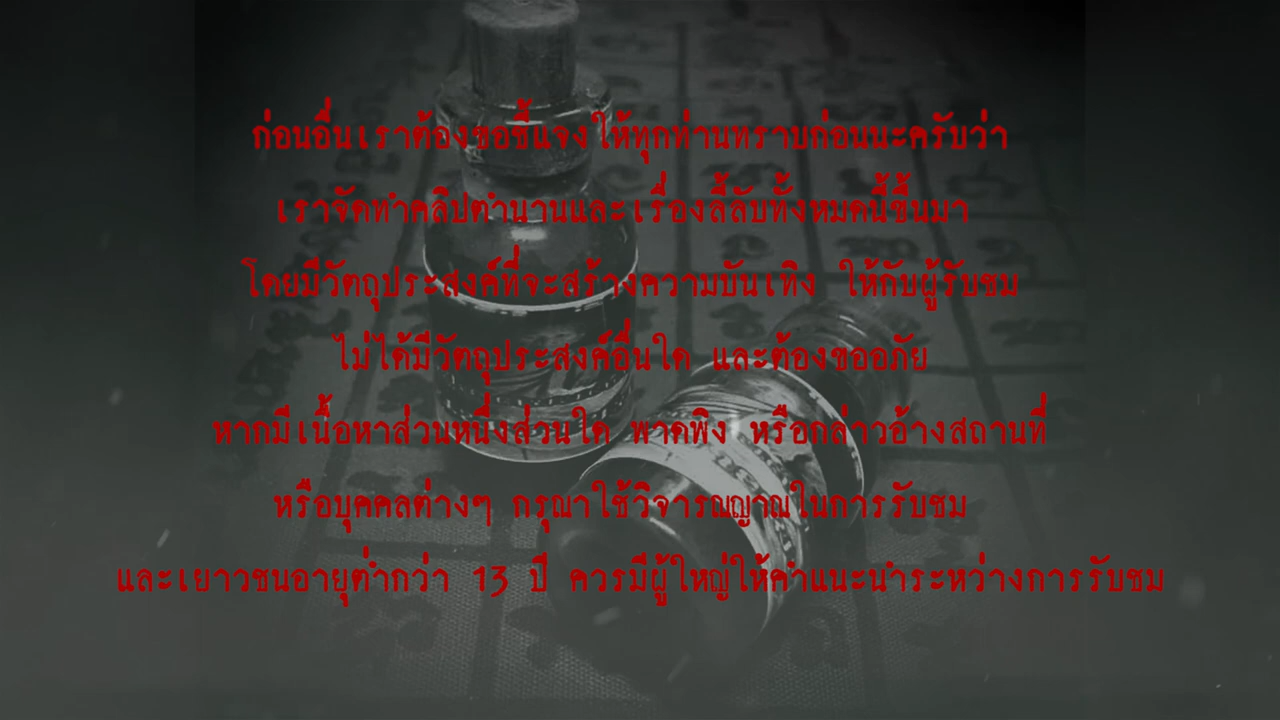 ก่อนอื่นเราต้องขอชี้แจงให้ทุกท่านทราบก่อนนะครับว่า
เราจัดทำคลิปตำนานและเรื่องลี้ลับทั้งหมดนี้ขึ้นมา
โดยมีวัตถุประสงค์ที่จะสร้างความบันเทิง ให้กับผู้รับชม
ไม่ได้มีวัตถุประสงค์อื่นใด และต้องขออภัย
หากมีเนื้อหาส่วนหนึ่งส่วนใด พาดพิง หรือกล่าวอ้างสถานที่
หรือบุคคลต่างๆ กรุณาใช้วิจารณญาณในการรับชม
และเยาวชนอายุต่ำกว่า 13 ปี ควรมีผู้ใหญ่ให้คำแนะนำระหว่างการรับชม